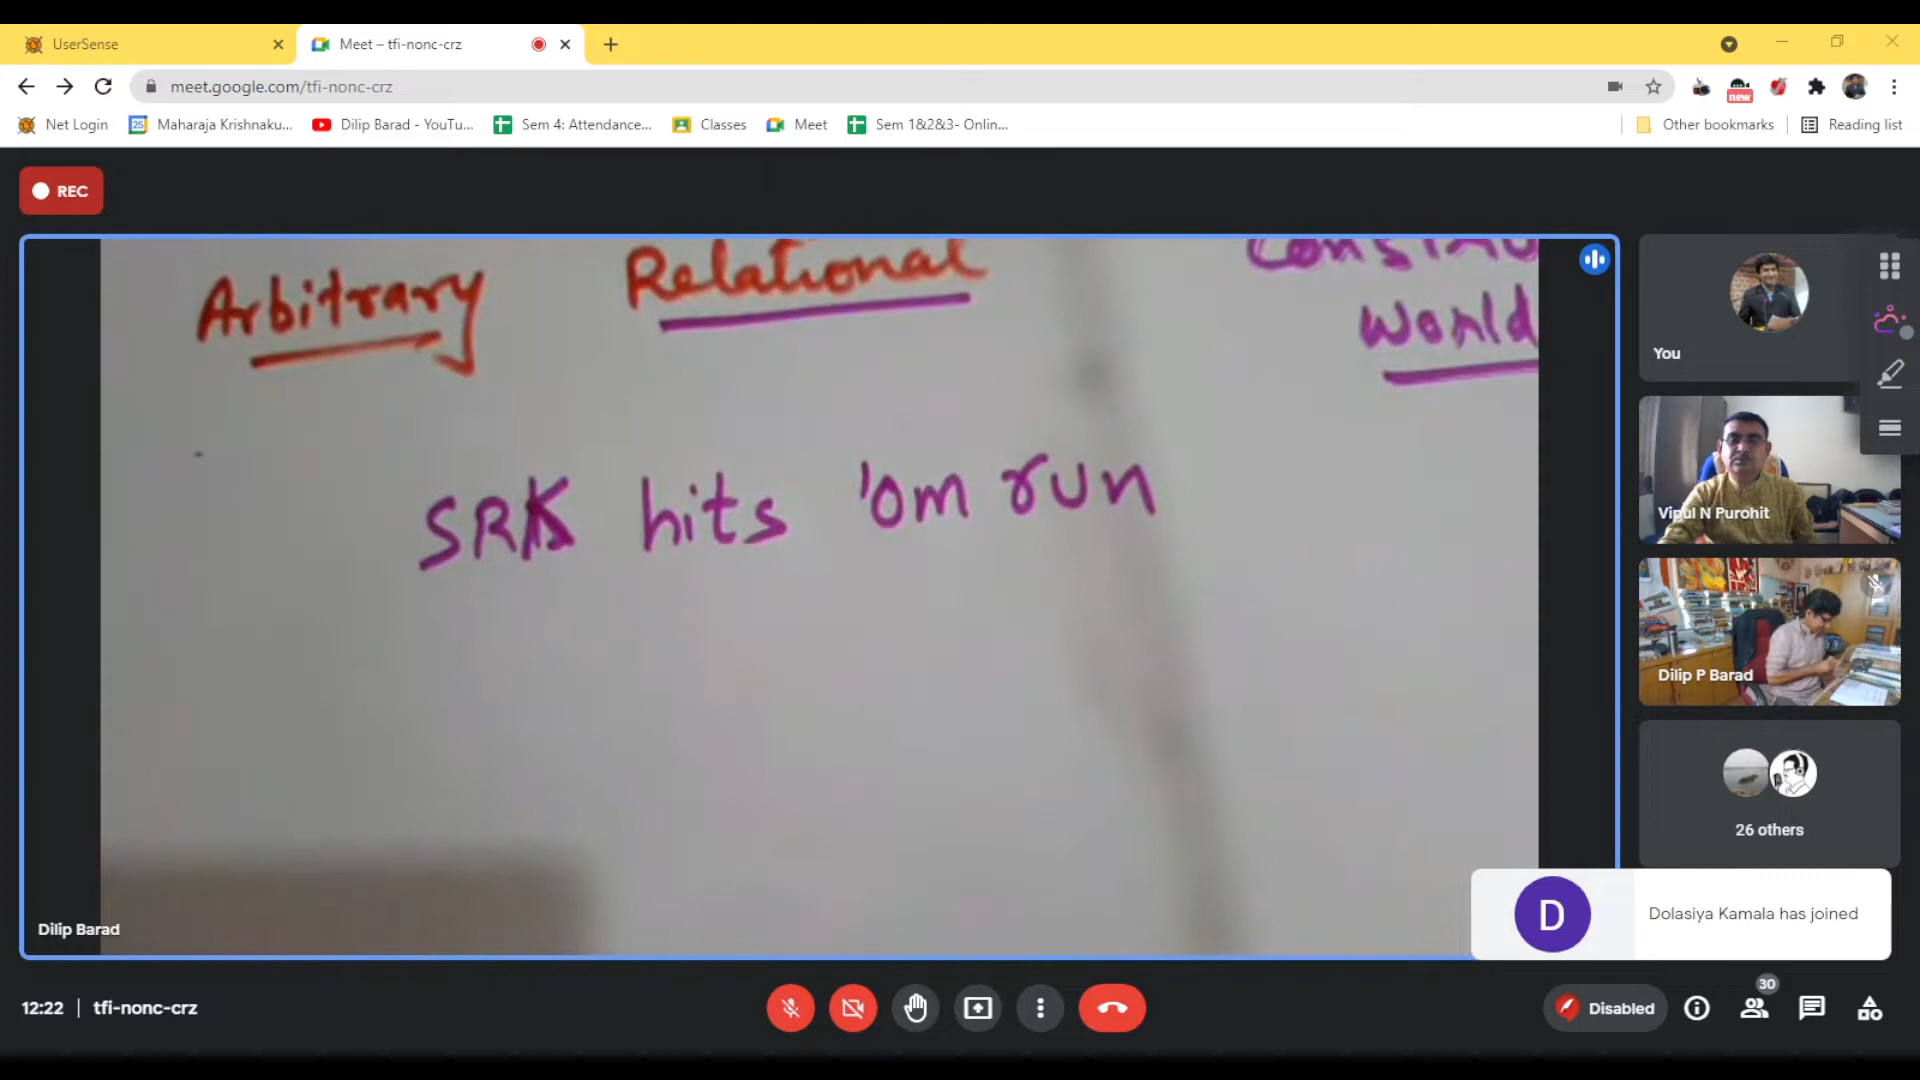 UserSense
Meet – tfi-nonc-crz
meet.google.com/tfi-nonc-crz
new
Net Login
25
Maharaja Krishnaku...
Dilip Barad - YouTu...
Sem 4: Attendance...
Classes
Meet
Sem 1&2&3- Onlin...
Other bookmarks
Reading list
REC
Arbitrary Relational
World
SRK hits 'om run
Dilip Barad
You
Vipul N Purohit
Dilip P Barad
26 others
D
Dolasiya Kamala has joined
12:22 | tfi-nonc-crz
Disabled
30